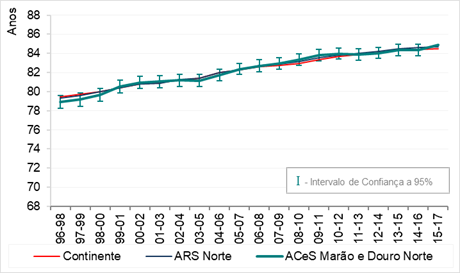 Anos
88
86
84
82
80
78
76
74
72
70
68
I - Intervalo de Confiança a 95%
96-98 97-99 98-00 99-01 00-02 01-03 02-04 03-05 04-06 05-07 06-08 07-09 08-10 09-11 10-12 11-13 12-14 13-15 14-16 15-17
Continente ARS Norte ACeS Marão e Douro Norte